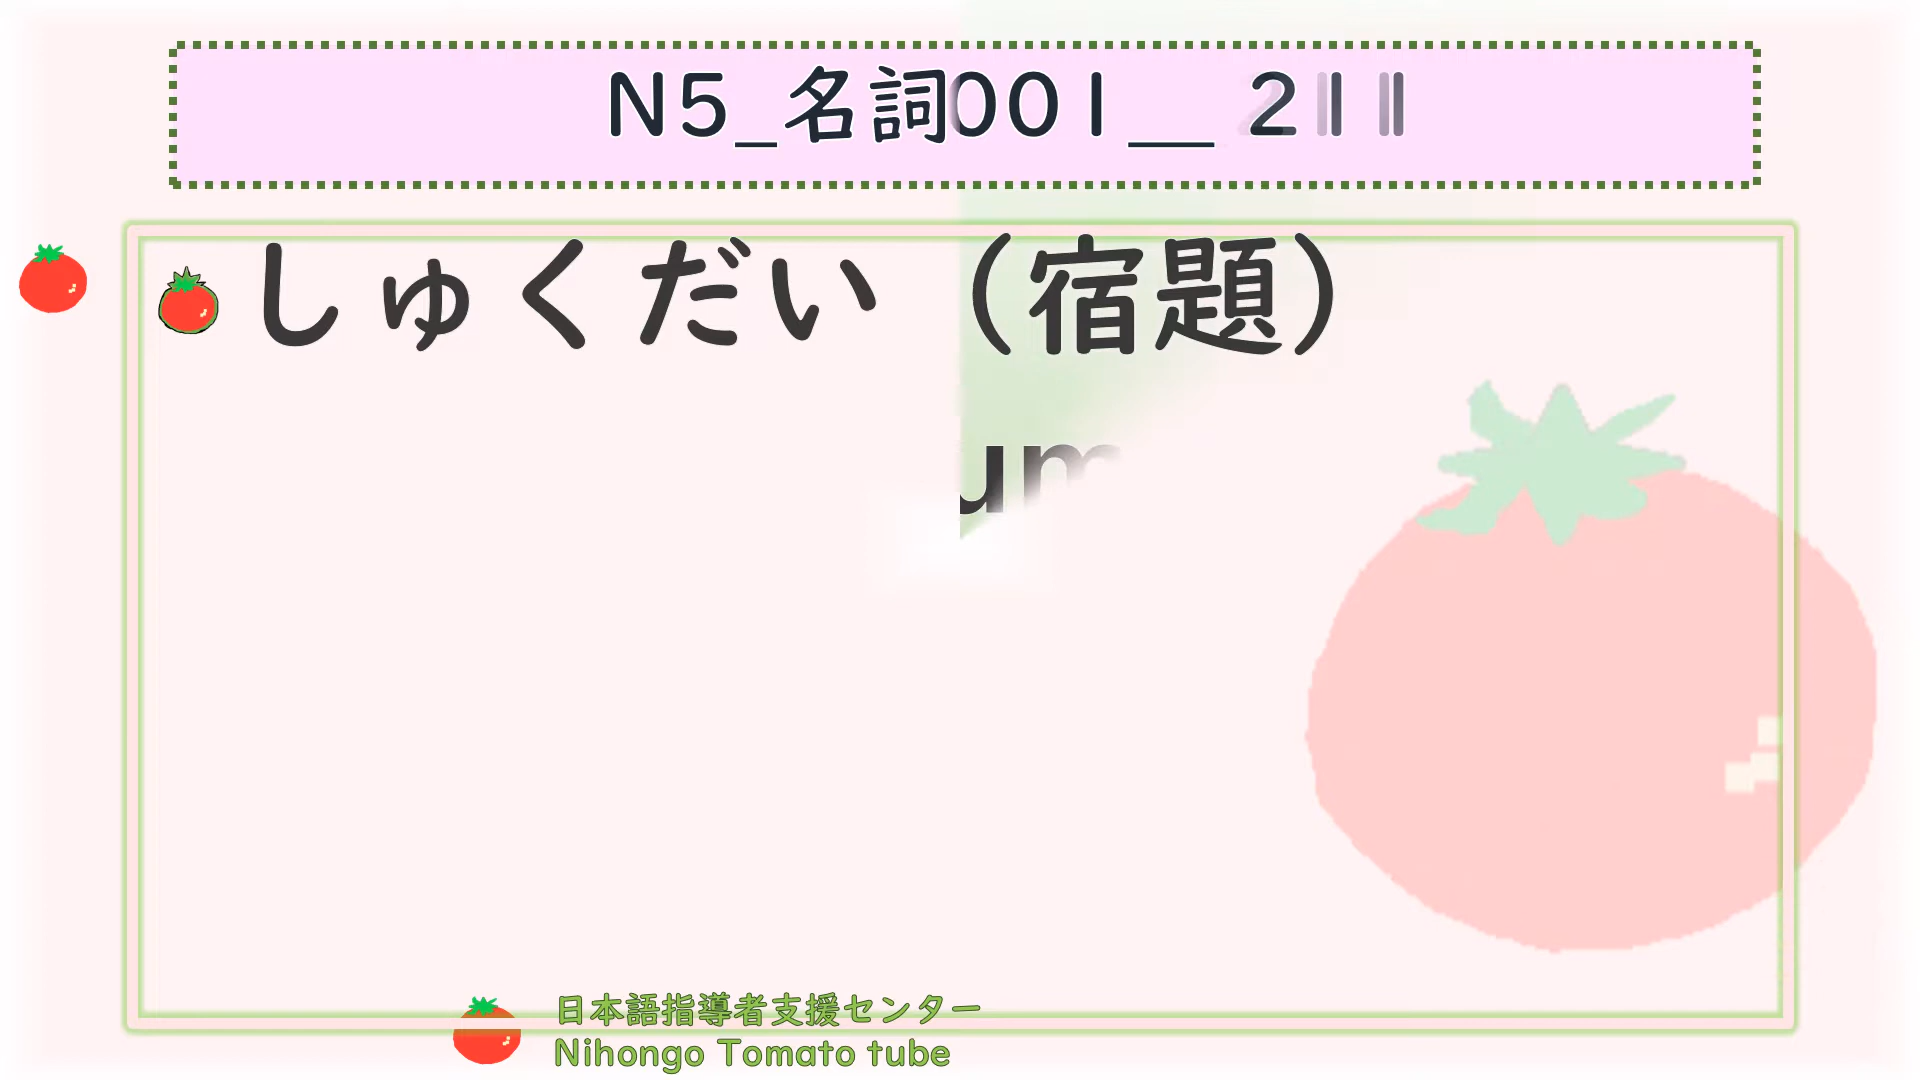 N5_名詞001__ 211
しゅくだい（宿題）
日本語指導者支援センター
Nihongo Tomato tube